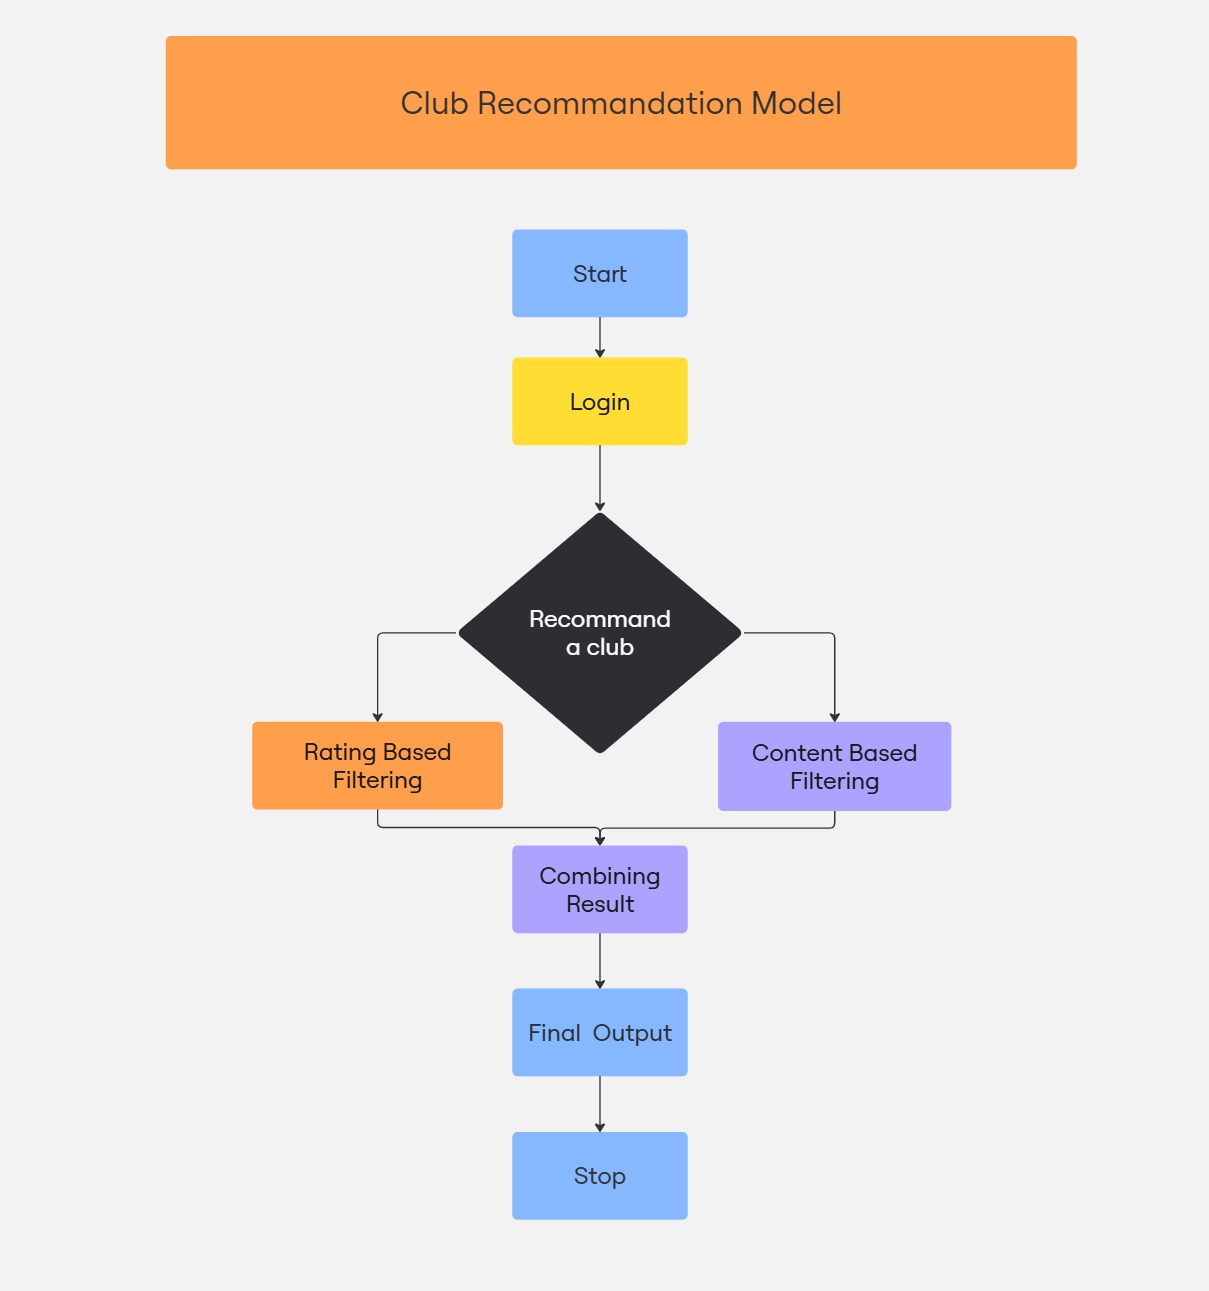 Club Recommandation Model
Start
Login
Recommand
a club
Rating Based
Filtering
Content Based
Filtering
Combining
Result
Final  Output
Stop